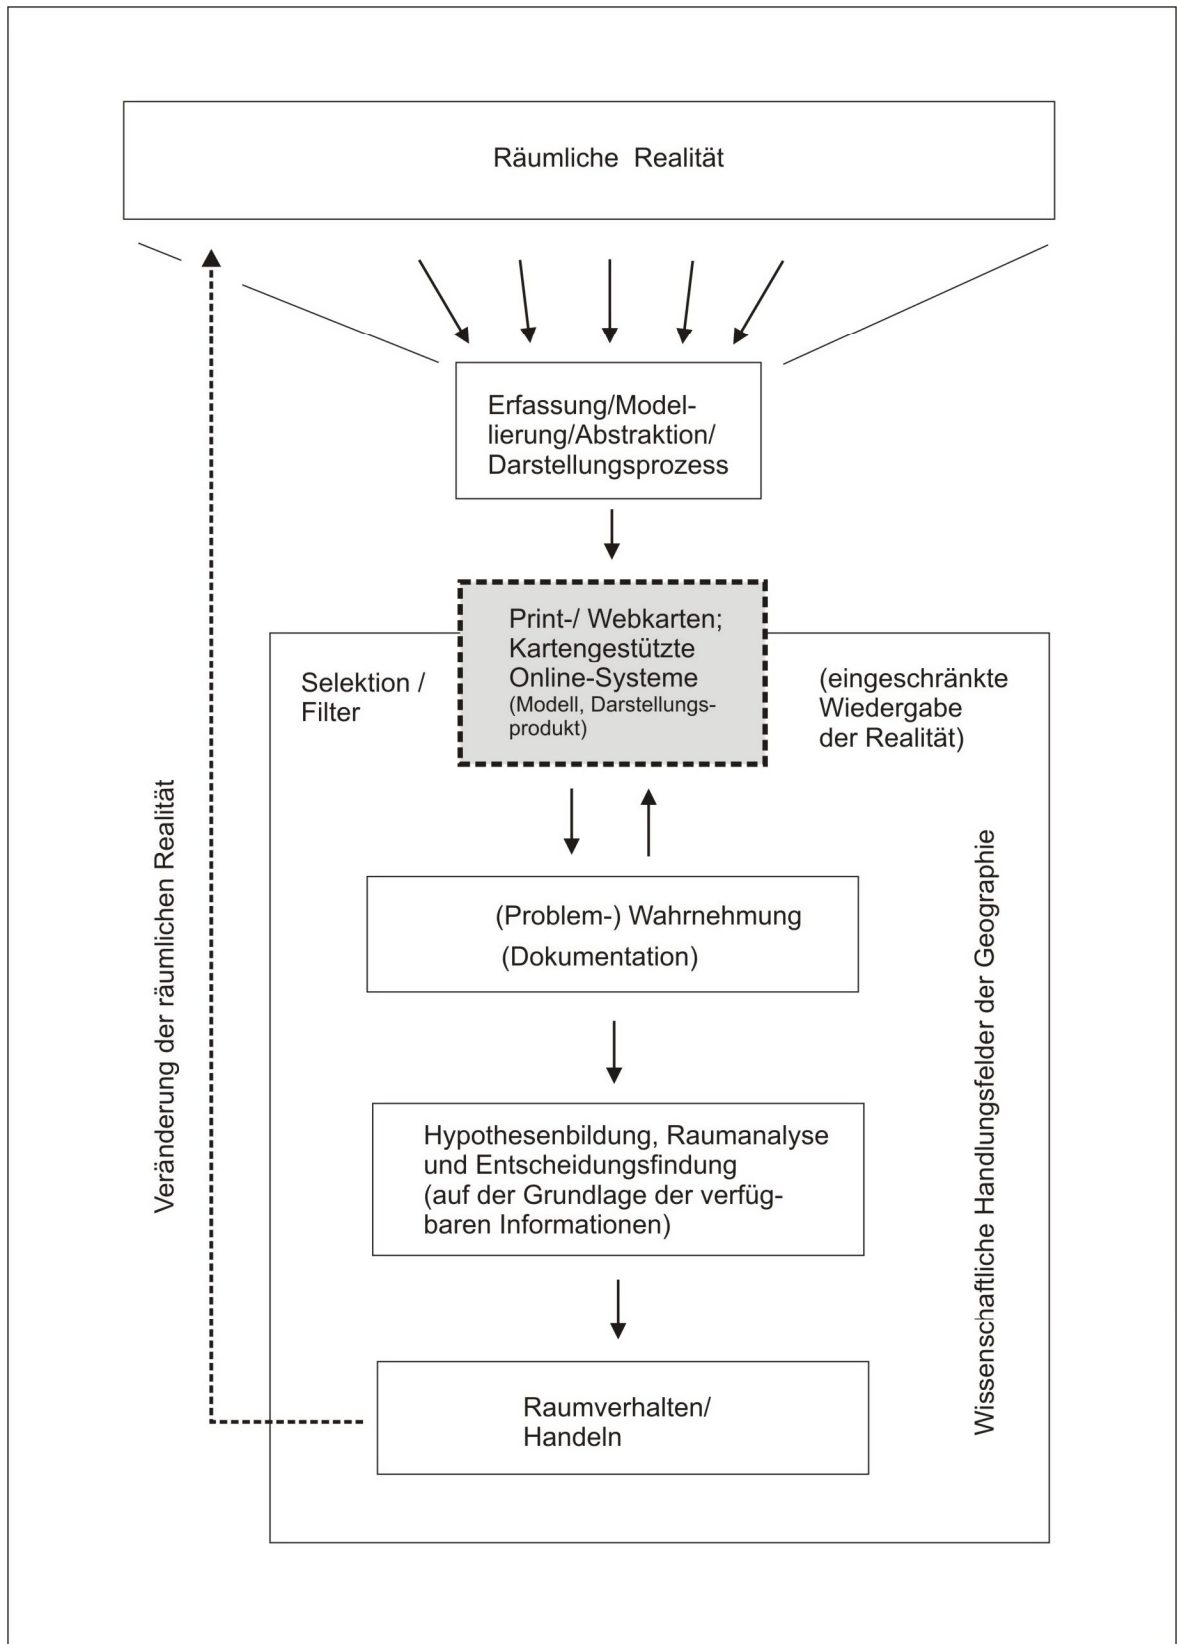 Räumliche Realität
Erfassung/Model-
lierung/Abstraktion/
Darstellungsprozess
Print-/ Webkarten;
Kartengestützte
Online-Systeme
(Modell, Darstellungs-
produkt)
Selektion /
Filter
(eingeschränkte
Wiedergabe
der Realität)
(Problem-) Wahrnehmung
(Dokumentation)
Hypothesenbildung, Raumanalyse
und Entscheidungsfindung
(auf der Grundlage der verfüg-
baren Informationen)
Raumverhalten/
Handeln
Veränderung der räumlichen Realität
Wissenschaftliche Handlungsfelder der Geographie